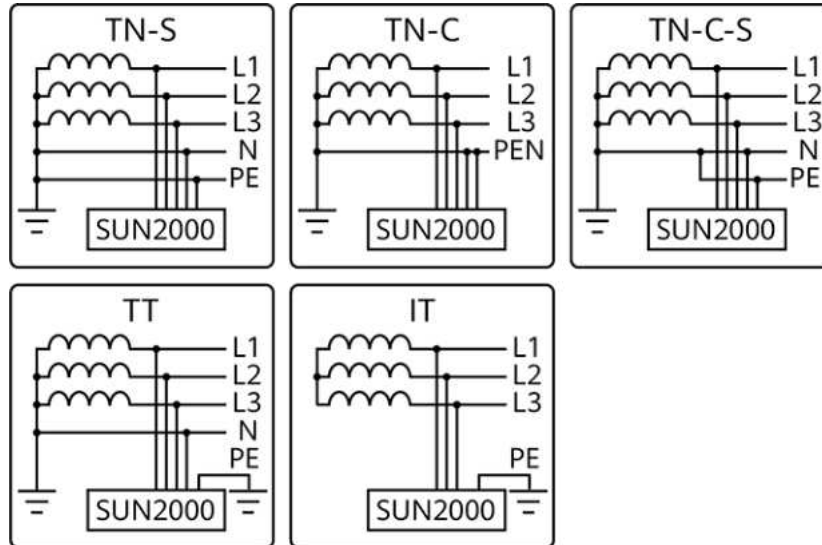 TN-S
L1
L2
L3
N
PE
SUN2000
TN-C
L1
L2
L3
PEN
SUN2000
TN-C-S
L1
L2
L3
N
PE
SUN2000
TT
L1
L2
L3
N
PE
SUN2000
IT
L1
L2
L3
PE
SUN2000